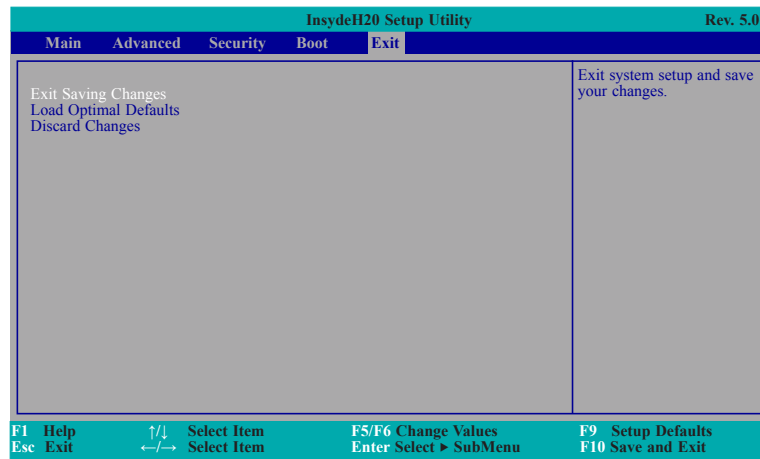 InsydeH20 Setup Utility Rev. 5.0
Main Advanced Security Boot Exit
Exit Saving Changes
Load Optimal Defaults
Discard Changes
Exit system setup and save
your changes.
F1 Help ↑/↓ Select Item F5/F6 Change Values F9 Setup Defaults
Esc Exit ←/→ Select Item Enter Select ► SubMenu F10 Save and Exit